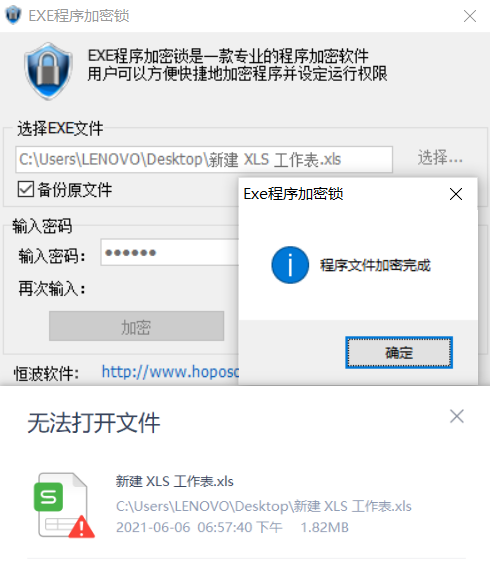 EXE程序加密锁
EXE程序加密锁是一款专业的程序加密软件
用户可以方便快捷地加密程序并设定运行权限
选择EXE文件
C:\Users\LENOVO\Desktop\新建 XLS 工作表.xls
选择...
备份原文件
Exe程序加密锁
输入密码
输入密码:
程序文件加密完成
再次输入:
加密
确定
恒波软件:
http://www.hoposo
无法打开文件
新建 XLS 工作表.xls
C:\Users\LENOVO\Desktop\新建 XLS 工作表.xls
2021-06-06 06:57:40 下午 1.82MB